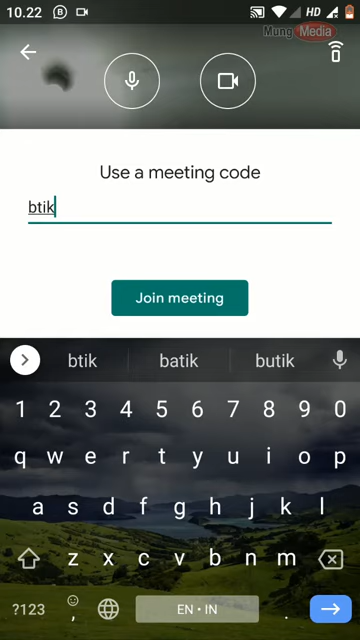 10.22 B HD
Mung Media
Use a meeting code
btik
Join meeting
btik batik butik
1 2 3 4 5 6 7 8 9 0
q w e r t y u i o p
a s d f g h j k l
z x c v b n m
?123 , EN • IN .